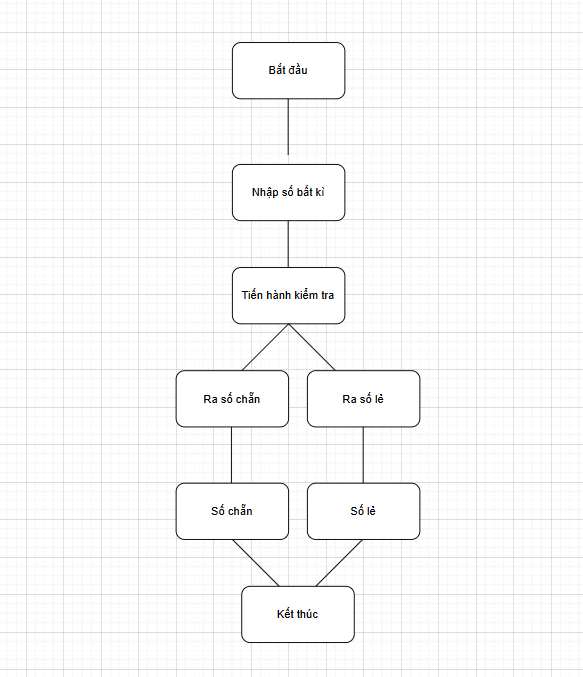 Bắt đầu
Nhập số bất kì
Tiến hành kiểm tra
Ra số chẵn
Ra số lẻ
Số chẵn
Số lẻ
Kết thúc